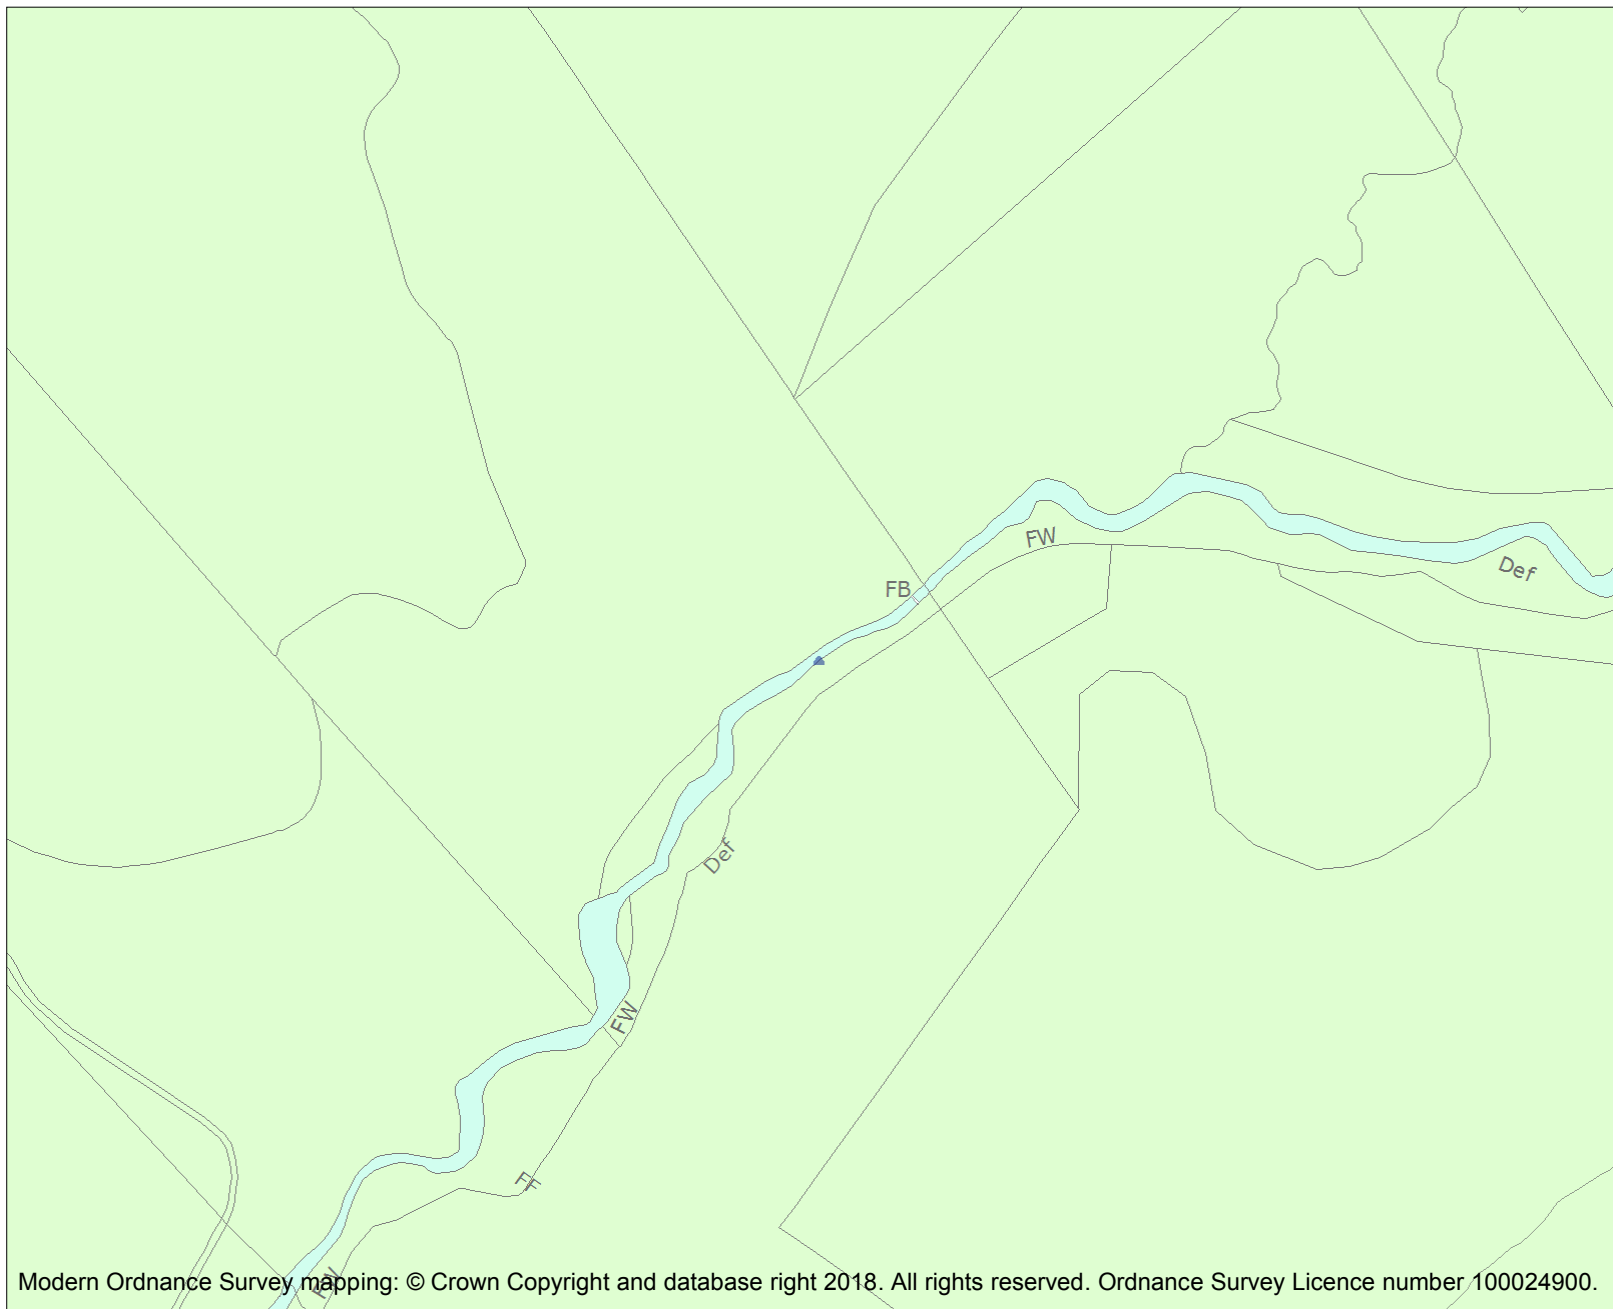 FW
Def
FB
Def
FW
FF
FW
Modern Ordnance Survey mapping: © Crown Copyright and database right 2018. All rights reserved. Ordnance Survey Licence number 100024900.